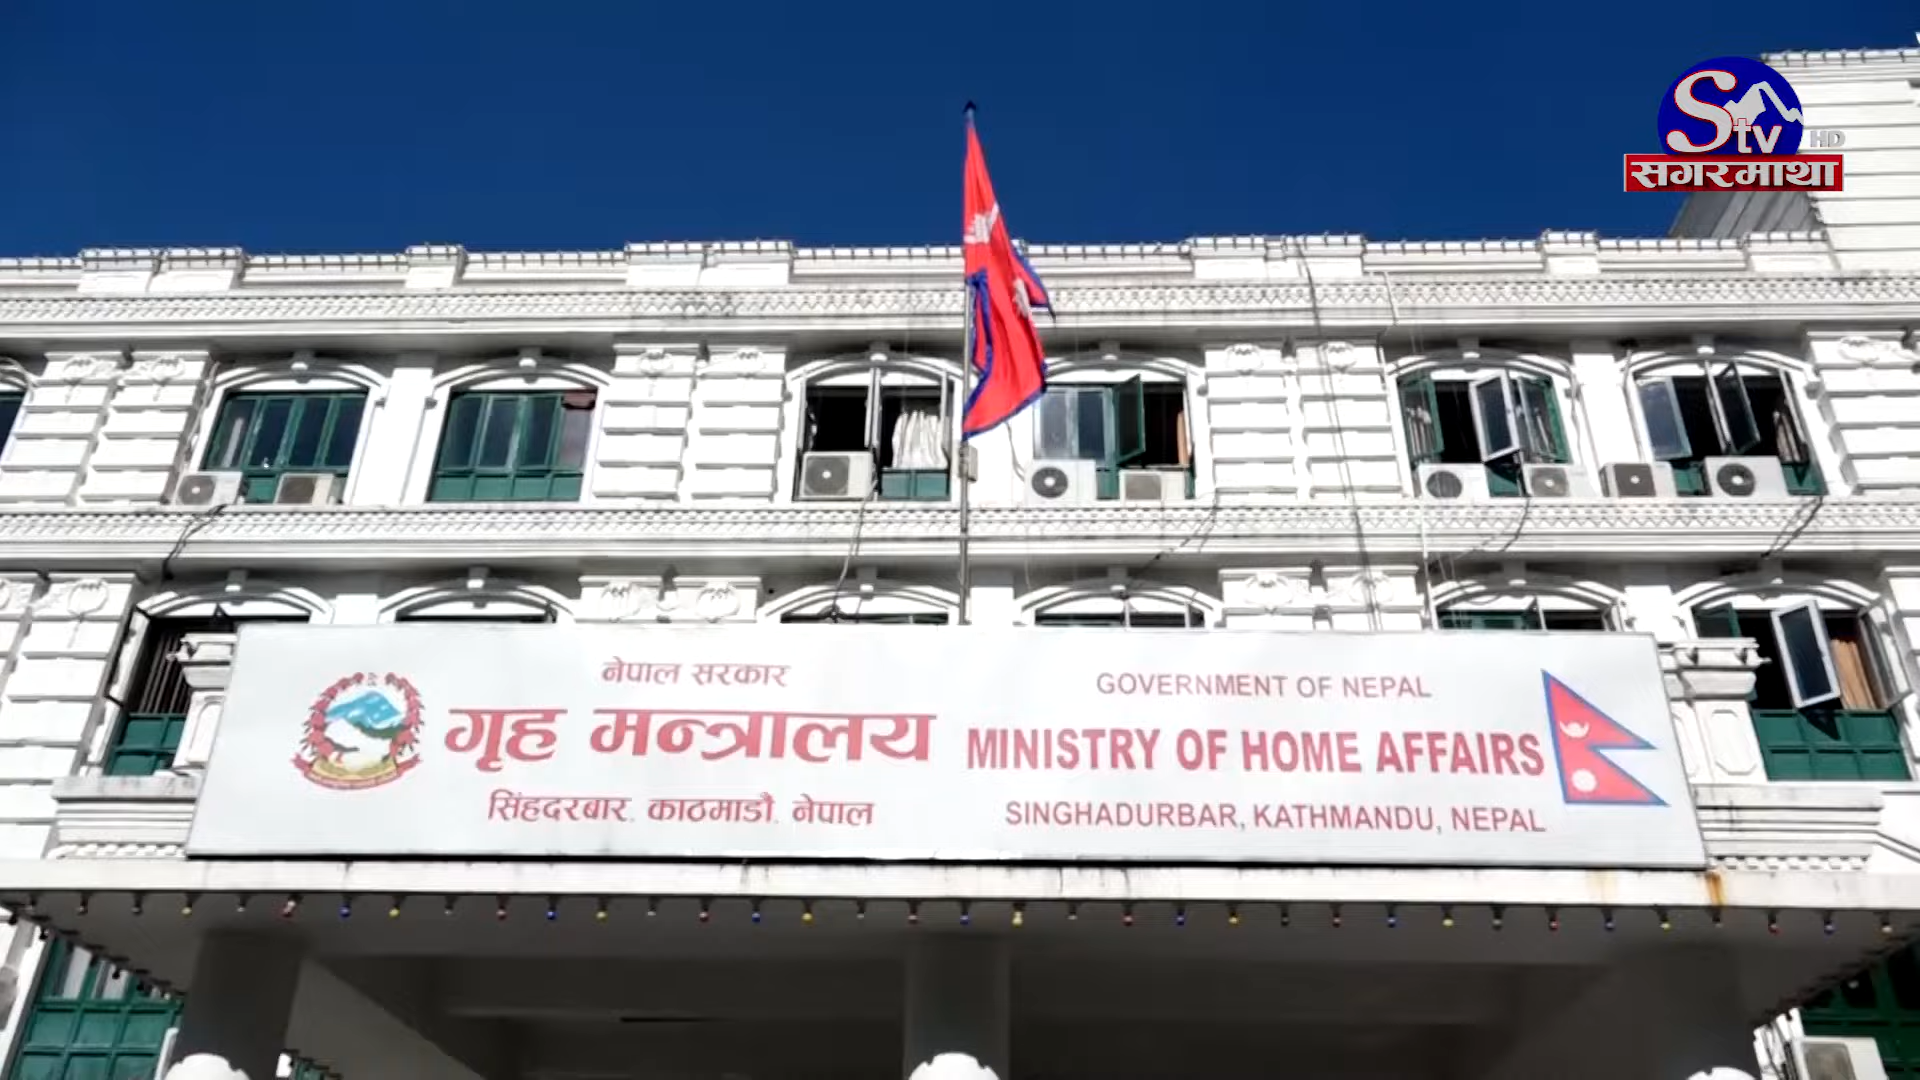 STV HD
सगरमाथा
नेपाल सरकार
गृह मन्त्रालय
सिंहदरबार, काठमाडौं, नेपाल
GOVERNMENT OF NEPAL
MINISTRY OF HOME AFFAIRS
SINGHADURBAR, KATHMANDU, NEPAL